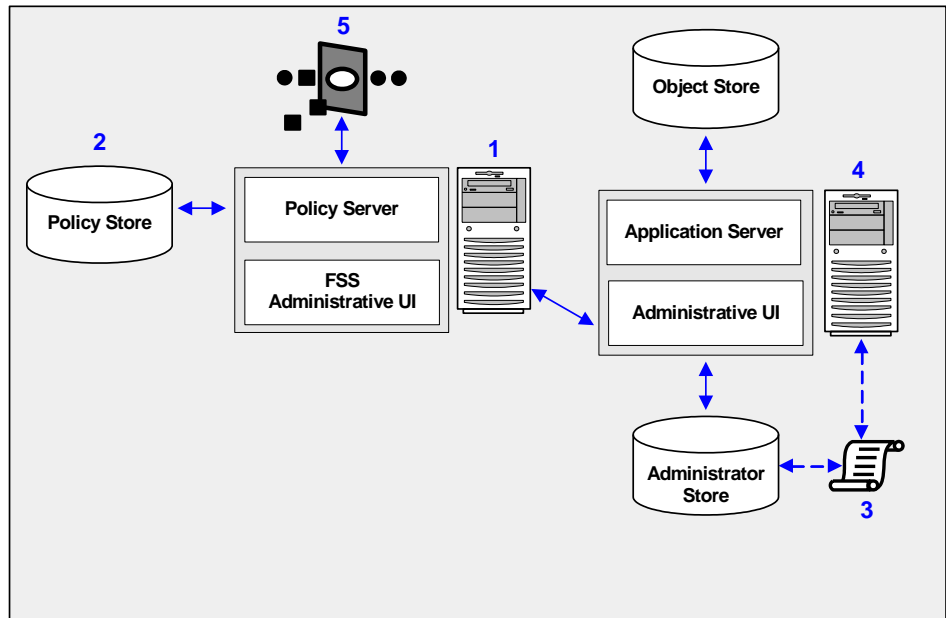 5
Object Store
2
1
4
Policy Store
Policy Server
FSS
Administrative UI
Application Server
Administrative UI
Administrator
Store
3